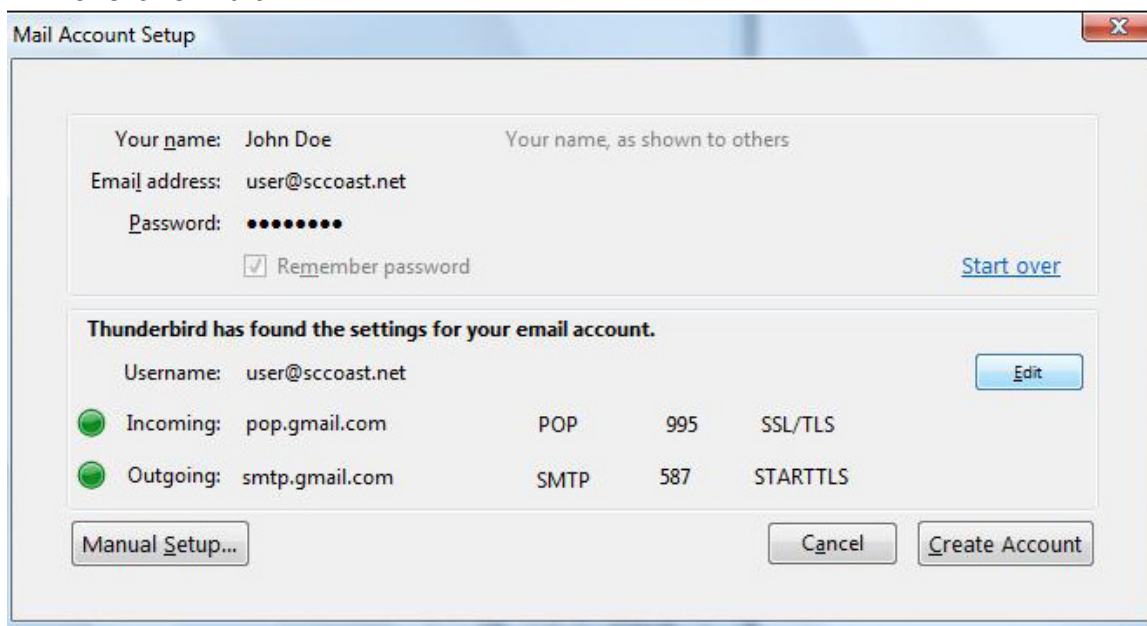 Mail Account Setup
Your name: John Doe Your name, as shown to others
Email address: user@sccoast.net
Password: ••••••••
Remember password Start over
Thunderbird has found the settings for your email account.
Username: user@sccoast.net Edit
Incoming: pop.gmail.com POP 995 SSL/TLS
Outgoing: smtp.gmail.com SMTP 587 STARTTLS
Manual Setup... Cancel Create Account